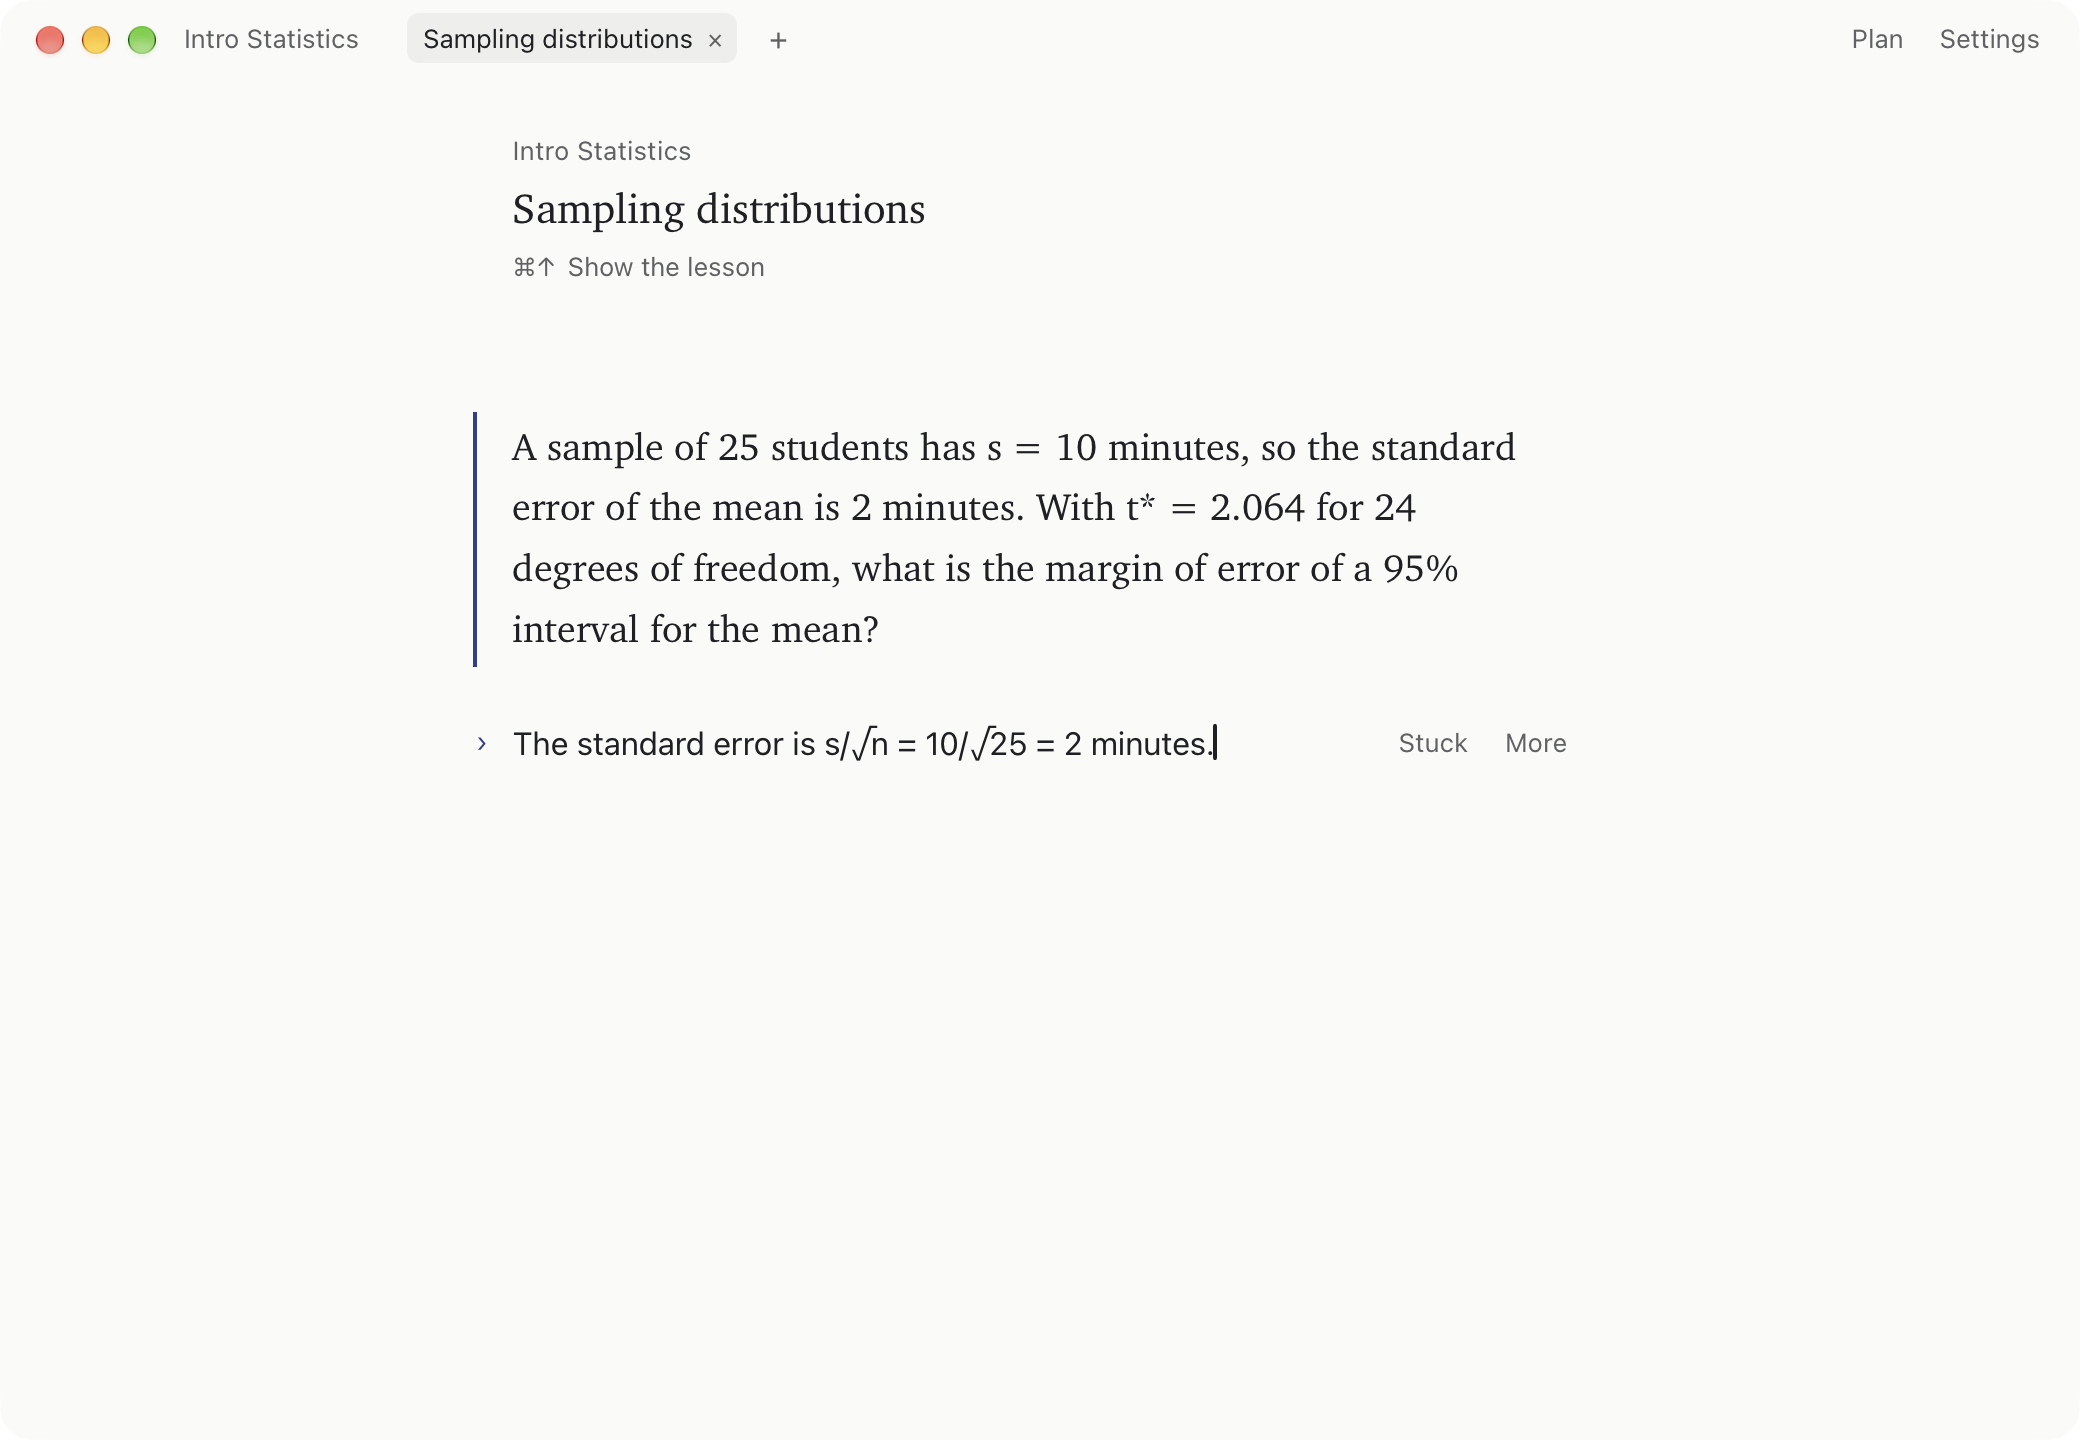 Intro Statistics
Sampling distributions ×
+
Plan
Settings
Intro Statistics
Sampling distributions
⌘↑ Show the lesson
A sample of 25 students has s = 10 minutes, so the standard
error of the mean is 2 minutes. With t* = 2.064 for 24
degrees of freedom, what is the margin of error of a 95%
interval for the mean?
› The standard error is s/√n = 10/√25 = 2 minutes.
Stuck
More